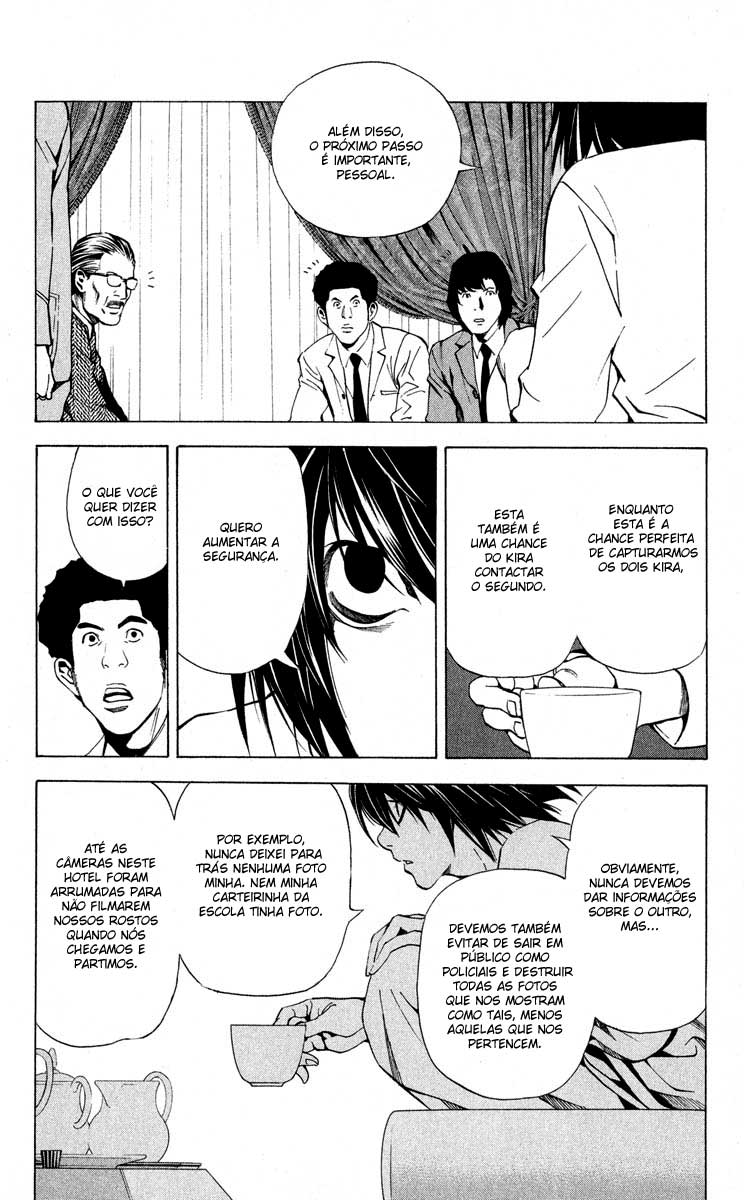 ALÉM DISSO,
O PRÓXIMO PASSO
É IMPORTANTE,
PESSOAL.
ENQUANTO
ESTA É A
CHANCE PERFEITA
DE CAPTURARMOS
OS DOIS KIRA,
ESTA
TAMBÉM É
UMA CHANCE
DO KIRA
CONTACTAR
O SEGUNDO.
QUERO
AUMENTAR A
SEGURANÇA.
O QUE VOCÊ
QUER DIZER
COM ISSO?
OBVIAMENTE,
NUNCA DEVEMOS
DAR INFORMAÇÕES
SOBRE O OUTRO,
MAS...
DEVEMOS TAMBÉM
EVITAR DE SAIR EM
PÚBLICO COMO
POLICIAIS E DESTRUIR
TODAS AS FOTOS
QUE NOS MOSTRAM
COMO TAIS, MENOS
AQUELAS QUE NOS
PERTENCEM.
POR EXEMPLO,
NUNCA DEIXEI PARA
TRÁS NENHUMA FOTO
MINHA. NEM MINHA
CARTEIRINHA DA
ESCOLA TINHA FOTO.
ATÉ AS
CÂMERAS NESTE
HOTEL FORAM
ARRUMADAS PARA
NÃO FILMAREM
NOSSOS ROSTOS
QUANDO NÓS
CHEGAMOS E
PARTIMOS.